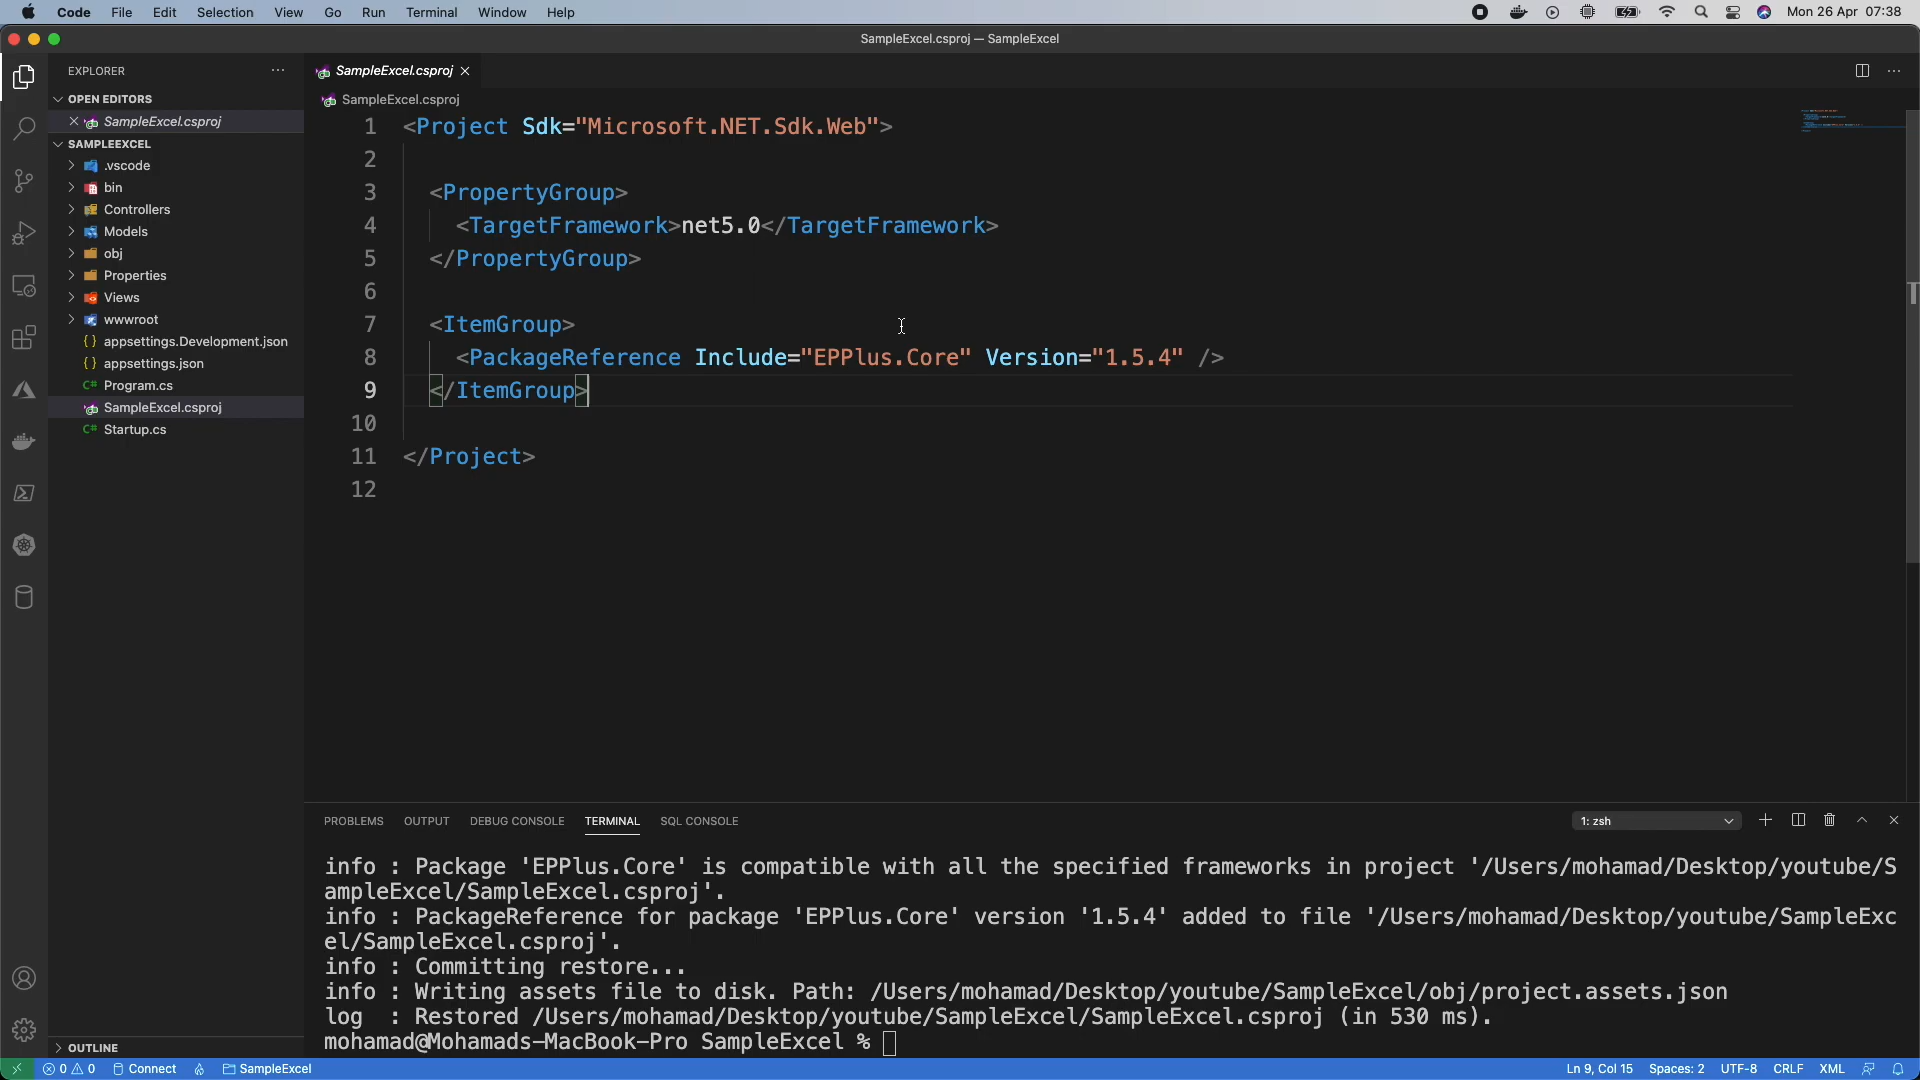 Code File Edit Selection View Go Run Terminal Window Help Mon 26 Apr 07:38
SampleExcel.csproj — SampleExcel
EXPLORER
OPEN EDITORS
SampleExcel.csproj
SAMPLEEXCEL
.vscode
bin
Controllers
Models
obj
Properties
Views
wwwroot
appsettings.Development.json
appsettings.json
Program.cs
SampleExcel.csproj
Startup.cs
OUTLINE
SampleExcel.csproj
SampleExcel.csproj
1 <Project Sdk="Microsoft.NET.Sdk.Web">
2
3 <PropertyGroup>
4 <TargetFramework>net5.0</TargetFramework>
5 </PropertyGroup>
6
7 <ItemGroup>
8 <PackageReference Include="EPPlus.Core" Version="1.5.4" />
9 </ItemGroup>
10
11 </Project>
12
PROBLEMS OUTPUT DEBUG CONSOLE TERMINAL SQL CONSOLE 1: zsh
info : Package 'EPPlus.Core' is compatible with all the specified frameworks in project '/Users/mohamad/Desktop/youtube/S
ampleExcel/SampleExcel.csproj'.
info : PackageReference for package 'EPPlus.Core' version '1.5.4' added to file '/Users/mohamad/Desktop/youtube/SampleExc
el/SampleExcel.csproj'.
info : Committing restore...
info : Writing assets file to disk. Path: /Users/mohamad/Desktop/youtube/SampleExcel/obj/project.assets.json
log : Restored /Users/mohamad/Desktop/youtube/SampleExcel/SampleExcel.csproj (in 530 ms).
mohamad@Mohamads-MacBook-Pro SampleExcel %
0 0 Connect SampleExcel Ln 9, Col 15 Spaces: 2 UTF-8 CRLF XML